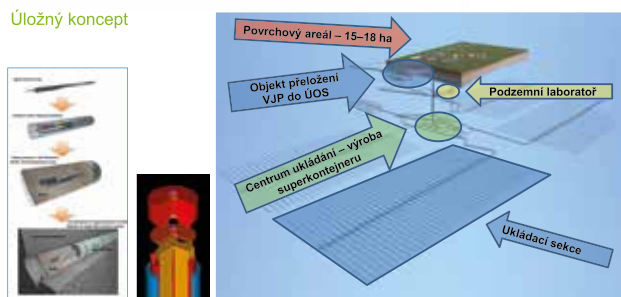 Úložný koncept
Povrchový areál – 15–18 ha
Objekt přeložení
VJP do ÚOS
Podzemní laboratoř
Centrum ukládání – výroba
superkontejneru
Ukládací sekce